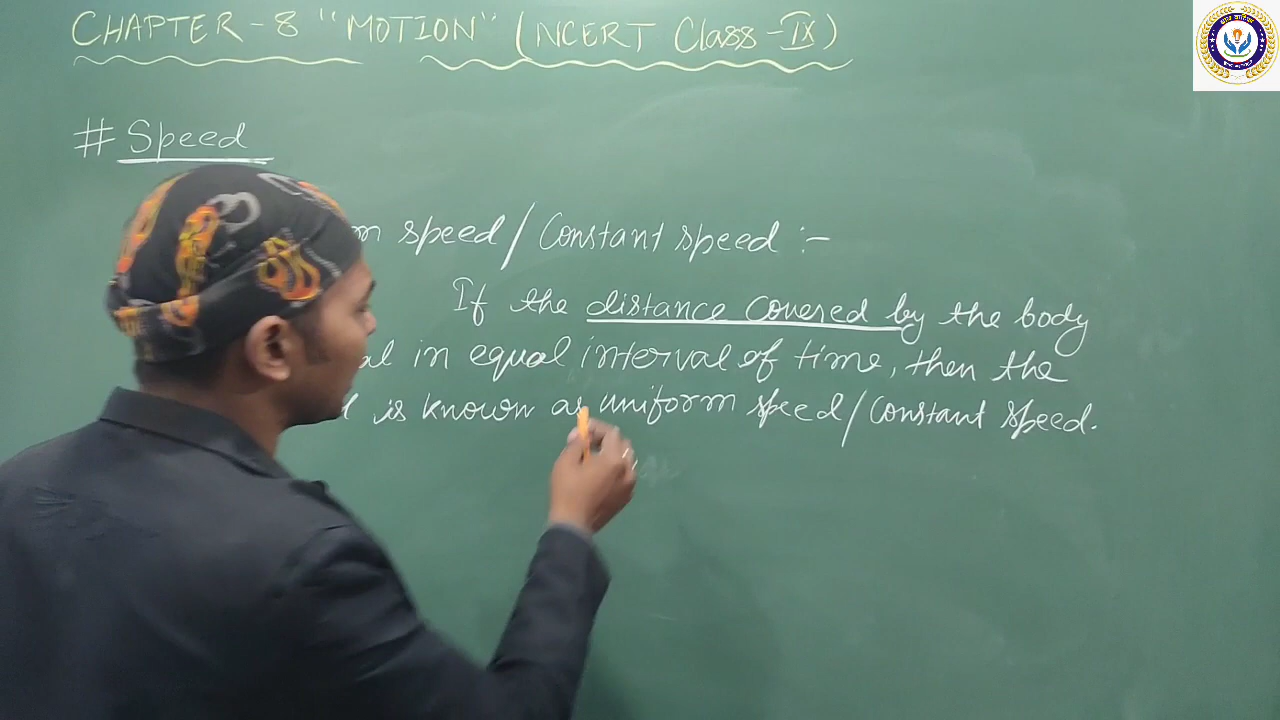 CHAPTER-8 "MOTION" (NCERT Class-IX)
# Speed
speed/Constant speed :-
If the distance covered by the body
in equal interval of time, then the
is known as uniform speed/Constant speed.